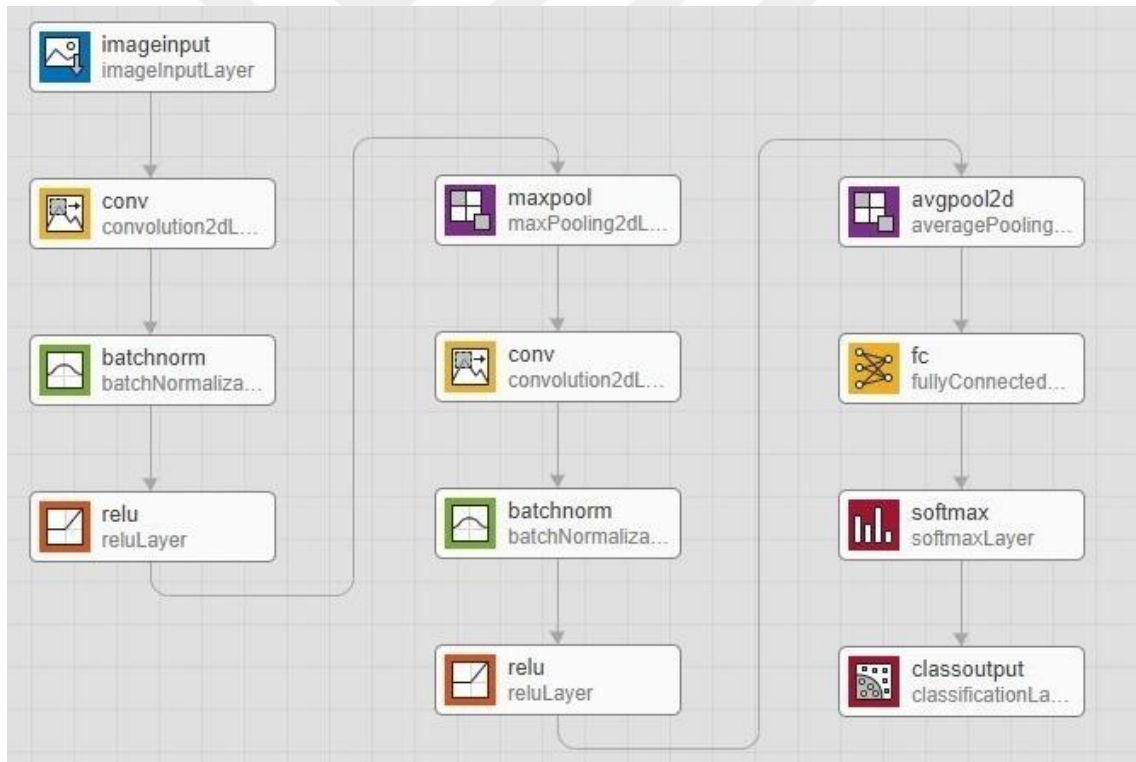 imageinput
imageInputLayer
conv
convolution2dL...
batchnorm
batchNormaliza...
relu
reluLayer
maxpool
maxPooling2dL...
conv
convolution2dL...
batchnorm
batchNormaliza...
relu
reluLayer
avgpool2d
averagePooling...
fc
fullyConnected...
softmax
softmaxLayer
classoutput
classificationLa...